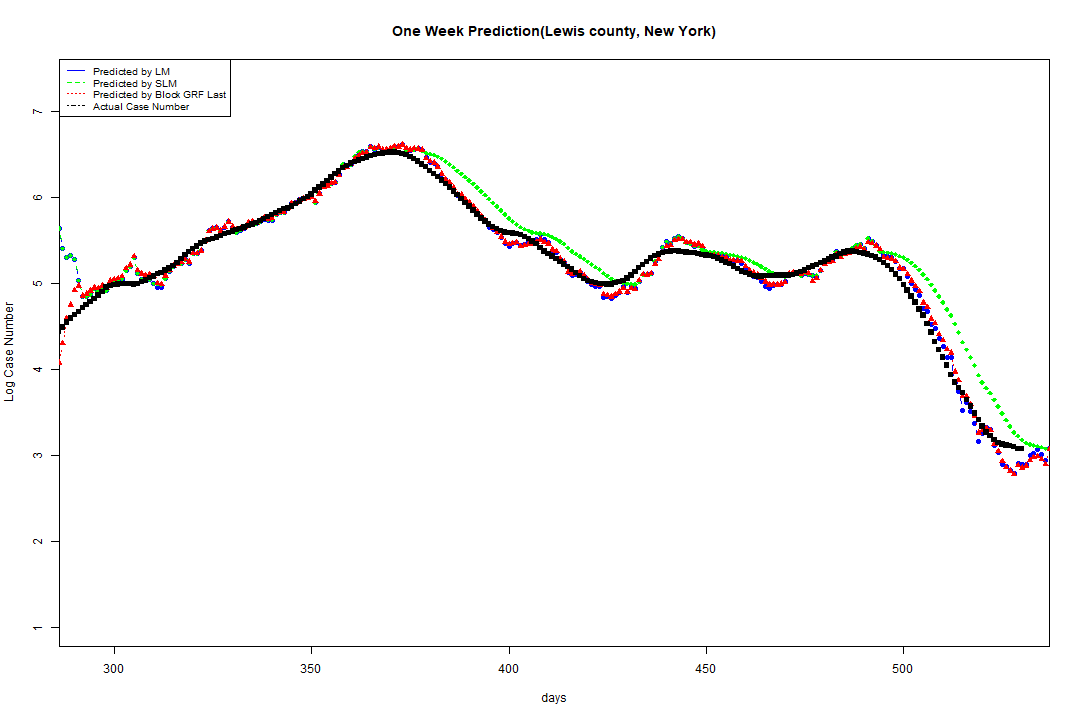 One Week Prediction(Lewis county, New York)
Predicted by LM
Predicted by SLM
Predicted by Block GRF Last
Actual Case Number
7
6
5
4
3
2
1
Log Case Number
300 350 400 450 500
days